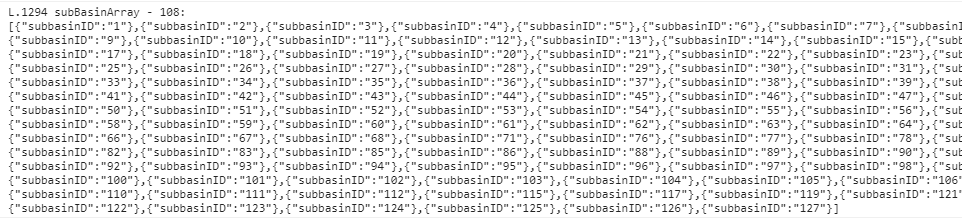 L.1294 subBasinArray - 108:
[{"subbasinID":"1"},{"subbasinID":"2"},{"subbasinID":"3"},{"subbasinID":"4"},{"subbasinID":"5"},{"subbasinID":"6"},{"subbasinID":"7"},{"subbasinI
{"subbasinID":"9"},{"subbasinID":"10"},{"subbasinID":"11"},{"subbasinID":"12"},{"subbasinID":"13"},{"subbasinID":"14"},{"subbasinID":"15"},{"sub
{"subbasinID":"17"},{"subbasinID":"18"},{"subbasinID":"19"},{"subbasinID":"20"},{"subbasinID":"21"},{"subbasinID":"22"},{"subbasinID":"23"},{"su
{"subbasinID":"25"},{"subbasinID":"26"},{"subbasinID":"27"},{"subbasinID":"28"},{"subbasinID":"29"},{"subbasinID":"30"},{"subbasinID":"31"},{"su
{"subbasinID":"33"},{"subbasinID":"34"},{"subbasinID":"35"},{"subbasinID":"36"},{"subbasinID":"37"},{"subbasinID":"38"},{"subbasinID":"39"},{"su
{"subbasinID":"41"},{"subbasinID":"42"},{"subbasinID":"43"},{"subbasinID":"44"},{"subbasinID":"45"},{"subbasinID":"46"},{"subbasinID":"47"},{"su
{"subbasinID":"50"},{"subbasinID":"51"},{"subbasinID":"52"},{"subbasinID":"53"},{"subbasinID":"54"},{"subbasinID":"55"},{"subbasinID":"56"},{"su
{"subbasinID":"58"},{"subbasinID":"59"},{"subbasinID":"60"},{"subbasinID":"61"},{"subbasinID":"62"},{"subbasinID":"63"},{"subbasinID":"64"},{"su
{"subbasinID":"66"},{"subbasinID":"67"},{"subbasinID":"68"},{"subbasinID":"71"},{"subbasinID":"76"},{"subbasinID":"77"},{"subbasinID":"78"},{"su
{"subbasinID":"82"},{"subbasinID":"83"},{"subbasinID":"85"},{"subbasinID":"86"},{"subbasinID":"88"},{"subbasinID":"89"},{"subbasinID":"90"},{"su
{"subbasinID":"92"},{"subbasinID":"93"},{"subbasinID":"94"},{"subbasinID":"95"},{"subbasinID":"96"},{"subbasinID":"97"},{"subbasinID":"98"},{"su
{"subbasinID":"100"},{"subbasinID":"101"},{"subbasinID":"102"},{"subbasinID":"103"},{"subbasinID":"104"},{"subbasinID":"105"},{"subbasinID":"106"
{"subbasinID":"110"},{"subbasinID":"111"},{"subbasinID":"112"},{"subbasinID":"115"},{"subbasinID":"117"},{"subbasinID":"119"},{"subbasinID":"121"
{"subbasinID":"122"},{"subbasinID":"123"},{"subbasinID":"124"},{"subbasinID":"125"},{"subbasinID":"126"},{"subbasinID":"127"}]